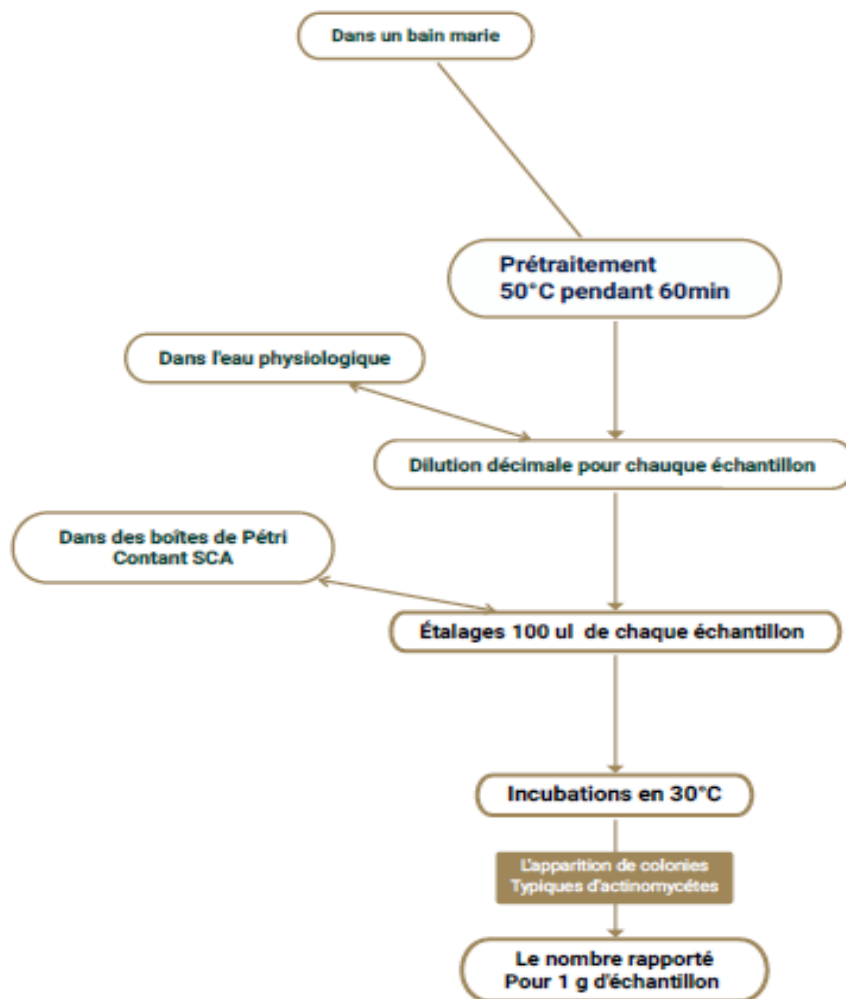 Dans un bain marie
Prétraitement
50°C pendant 60min
Dans l'eau physiologique
Dilution décimale pour chauque échantillon
Dans des boîtes de Pétri
Contant SCA
Étalages 100 ul de chaque échantillon
Incubations en 30°C
L'apparition de colonies
Typiques d'actinomycétes
Le nombre rapporté
Pour 1 g d'échantillon